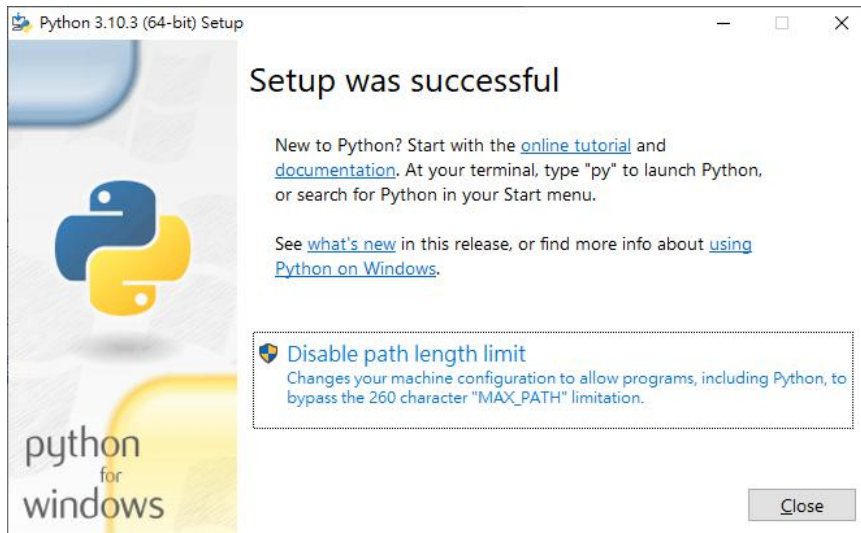 Python 3.10.3 (64-bit) Setup
Setup was successful
New to Python? Start with the online tutorial and
documentation. At your terminal, type "py" to launch Python,
or search for Python in your Start menu.
See what's new in this release, or find more info about using
Python on Windows.
Disable path length limit
Changes your machine configuration to allow programs, including Python, to
bypass the 260 character "MAX_PATH" limitation.
python
for
windows
Close